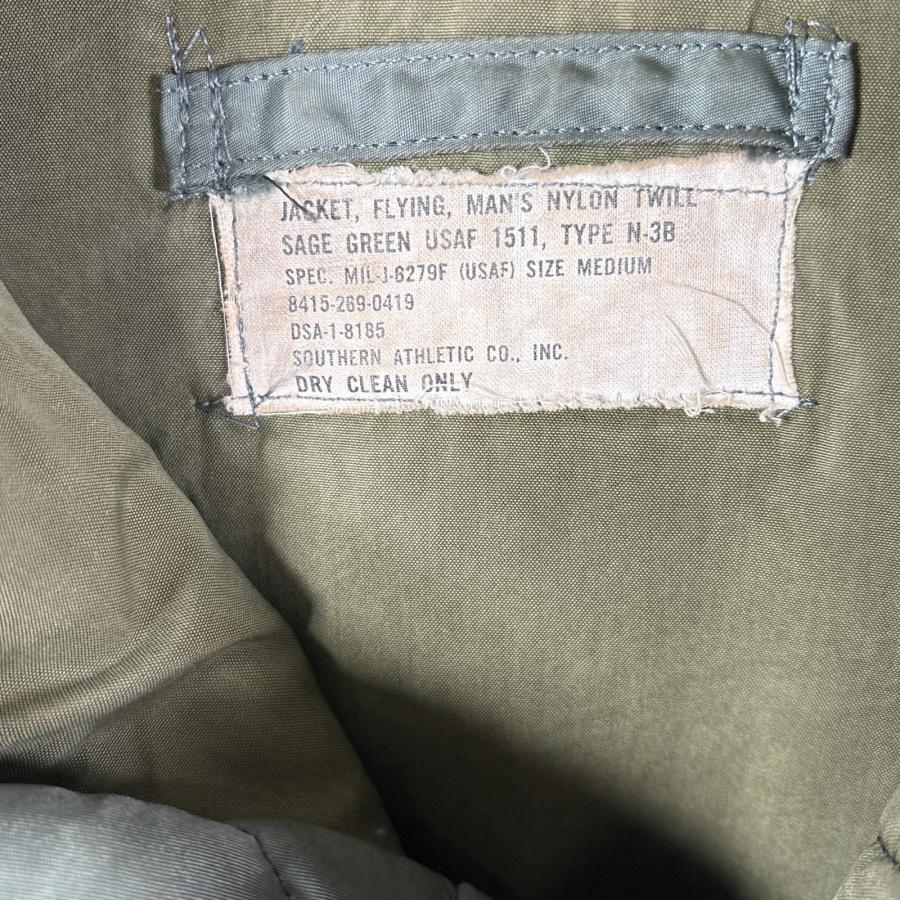 JACKET, FLYING, MAN'S NYLON TWILL
SAGE GREEN USAF 1511, TYPE N-3B
SPEC. MIL-J-6279F (USAF) SIZE MEDIUM
8415-269-0419
DSA-1-8185
SOUTHERN ATHLETIC CO., INC.
DRY CLEAN ONLY